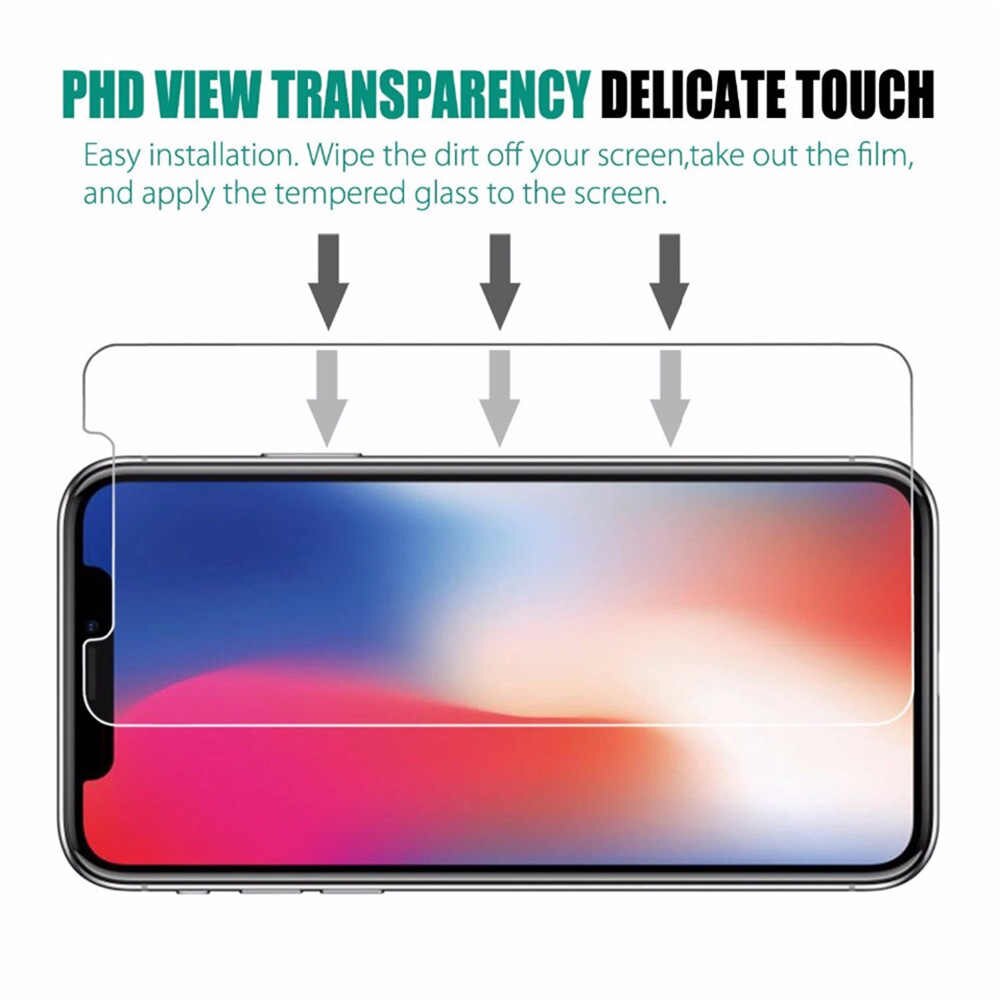 PHD VIEW TRANSPARENCY DELICATE TOUCH
Easy installation. Wipe the dirt off your screen,take out the film,
and apply the tempered glass to the screen.